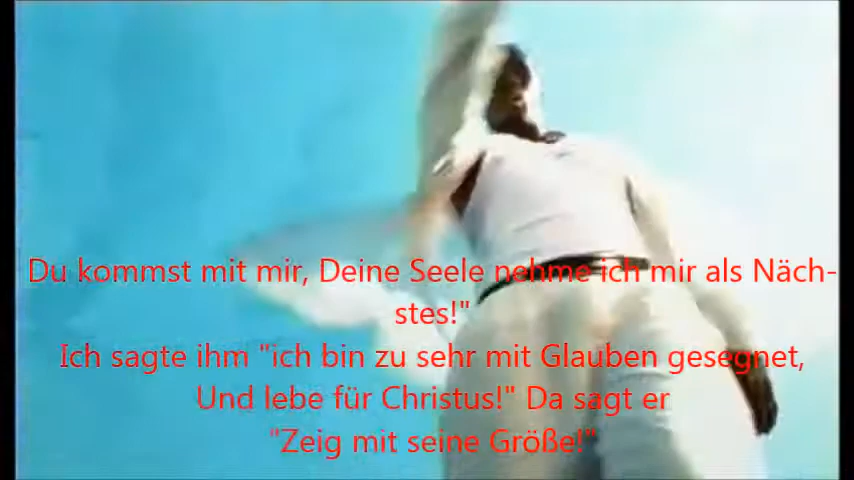 Du kommst mit mir, Deine Seele nehme ich mir als Näch-
stes!"
Ich sagte ihm "ich bin zu sehr mit Glauben gesegnet,
Und lebe für Christus!" Da sagt er
"Zeig mit seine Größe!"